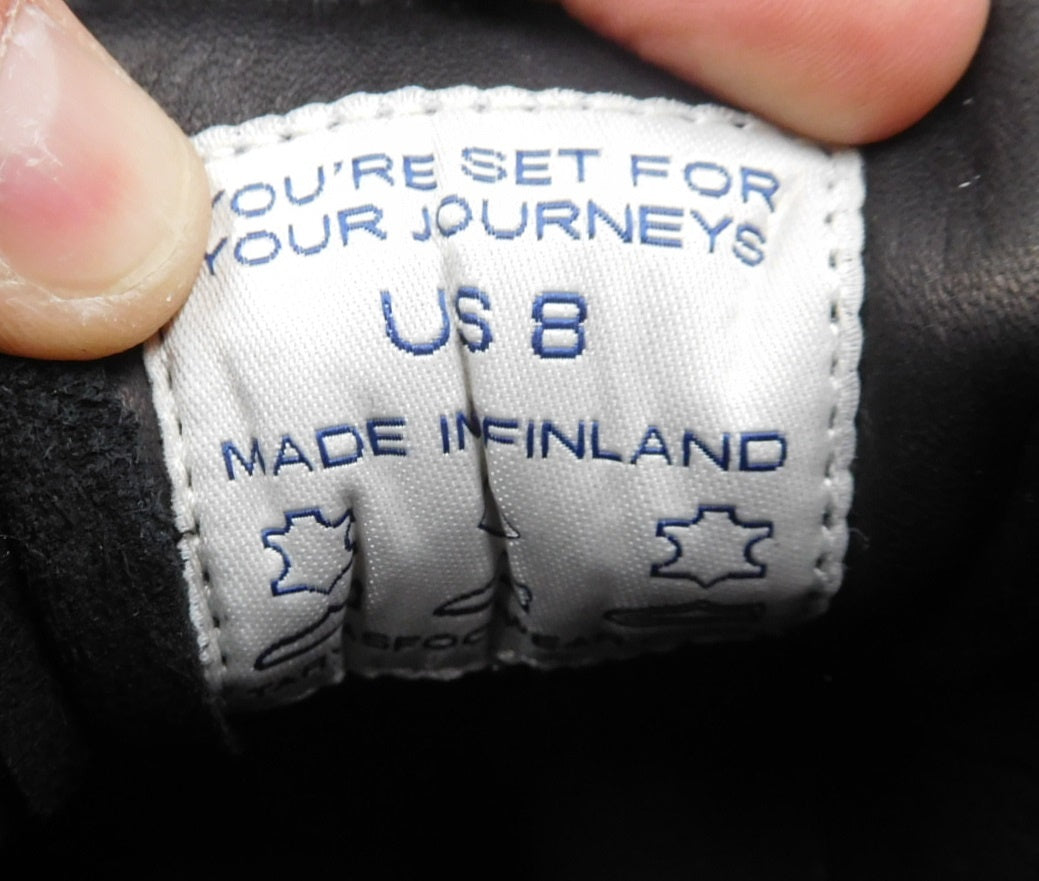 YOU'RE SET FOR
YOUR JOURNEYS
US 8
MADE IN FINLAND